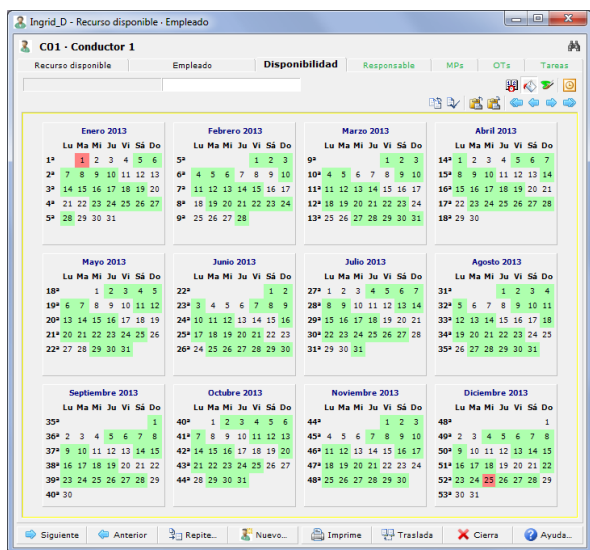 Ingrid_D - Recurso disponible · Empleado
C01 · Conductor 1
Recurso disponible Empleado Disponibilidad Responsable MPs OTs Tareas
Enero 2013
Lu Ma Mi Ju Vi Sá Do
1ª 1 2 3 4 5 6
2ª 7 8 9 10 11 12 13
3ª 14 15 16 17 18 19 20
4ª 21 22 23 24 25 26 27
5ª 28 29 30 31
Febrero 2013
Lu Ma Mi Ju Vi Sá Do
5ª 1 2 3
6ª 4 5 6 7 8 9 10
7ª 11 12 13 14 15 16 17
8ª 18 19 20 21 22 23 24
9ª 25 26 27 28
Marzo 2013
Lu Ma Mi Ju Vi Sá Do
9ª 1 2 3
10ª 4 5 6 7 8 9 10
11ª 11 12 13 14 15 16 17
12ª 18 19 20 21 22 23 24
13ª 25 26 27 28 29 30 31
Abril 2013
Lu Ma Mi Ju Vi Sá Do
14ª 1 2 3 4 5 6 7
15ª 8 9 10 11 12 13 14
16ª 15 16 17 18 19 20 21
17ª 22 23 24 25 26 27 28
18ª 29 30
Mayo 2013
Lu Ma Mi Ju Vi Sá Do
18ª 1 2 3 4 5
19ª 6 7 8 9 10 11 12
20ª 13 14 15 16 17 18 19
21ª 20 21 22 23 24 25 26
22ª 27 28 29 30 31
Junio 2013
Lu Ma Mi Ju Vi Sá Do
22ª 1 2
23ª 3 4 5 6 7 8 9
24ª 10 11 12 13 14 15 16
25ª 17 18 19 20 21 22 23
26ª 24 25 26 27 28 29 30
Julio 2013
Lu Ma Mi Ju Vi Sá Do
27ª 1 2 3 4 5 6 7
28ª 8 9 10 11 12 13 14
29ª 15 16 17 18 19 20 21
30ª 22 23 24 25 26 27 28
31ª 29 30 31
Agosto 2013
Lu Ma Mi Ju Vi Sá Do
31ª 1 2 3 4
32ª 5 6 7 8 9 10 11
33ª 12 13 14 15 16 17 18
34ª 19 20 21 22 23 24 25
35ª 26 27 28 29 30 31
Septiembre 2013
Lu Ma Mi Ju Vi Sá Do
35ª 1
36ª 2 3 4 5 6 7 8
37ª 9 10 11 12 13 14 15
38ª 16 17 18 19 20 21 22
39ª 23 24 25 26 27 28 29
40ª 30
Octubre 2013
Lu Ma Mi Ju Vi Sá Do
40ª 1 2 3 4 5 6
41ª 7 8 9 10 11 12 13
42ª 14 15 16 17 18 19 20
43ª 21 22 23 24 25 26 27
44ª 28 29 30 31
Noviembre 2013
Lu Ma Mi Ju Vi Sá Do
44ª 1 2 3
45ª 4 5 6 7 8 9 10
46ª 11 12 13 14 15 16 17
47ª 18 19 20 21 22 23 24
48ª 25 26 27 28 29 30
Diciembre 2013
Lu Ma Mi Ju Vi Sá Do
48ª 1
49ª 2 3 4 5 6 7 8
50ª 9 10 11 12 13 14 15
51ª 16 17 18 19 20 21 22
52ª 23 24 25 26 27 28 29
53ª 30 31
Siguiente Anterior Repite... Nuevo... Imprime Traslada Cierra Ayuda...